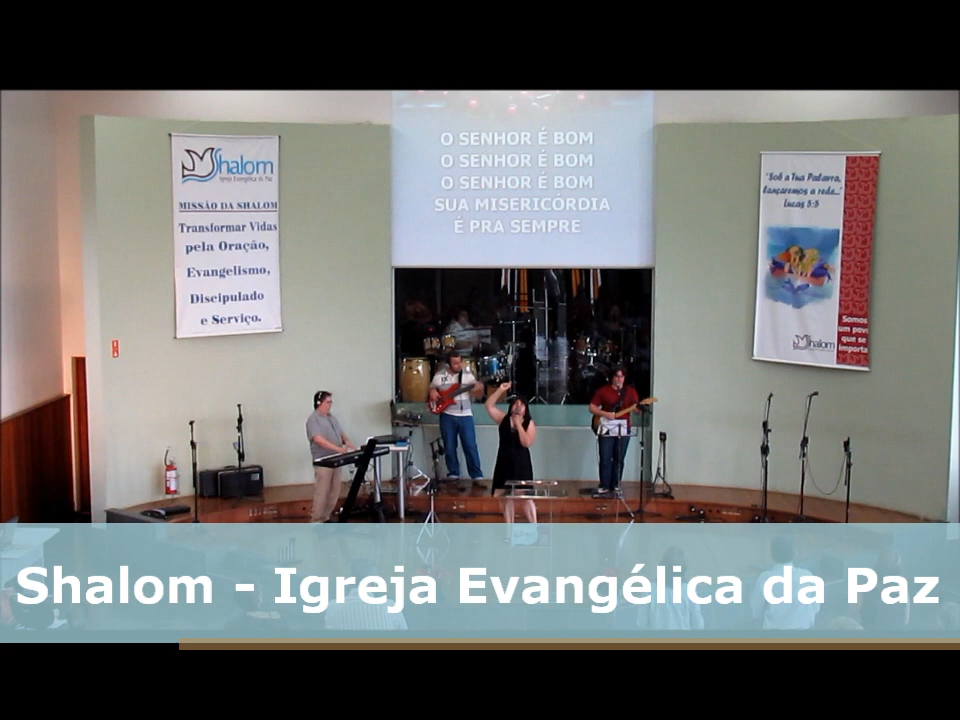 Shalom
Igreja Evangélica da Paz
MISSÃO DA SHALOM
Transformar Vidas
pela Oração,
Evangelismo,
Discipulado
e Serviço.
O SENHOR É BOM
O SENHOR É BOM
O SENHOR É BOM
SUA MISERICÓRDIA
É PRA SEMPRE
"Sob a Tua Palavra,
lançaremos a rede..."
Lucas 5:5
Somos
um povo
que se
importa
Shalom
Shalom - Igreja Evangélica da Paz